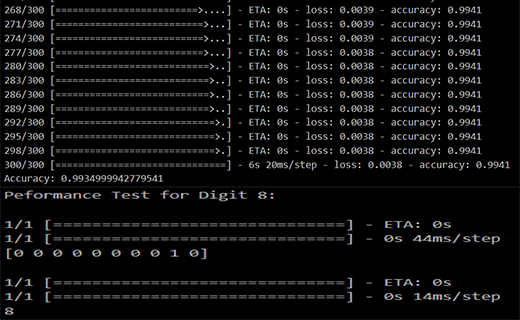 268/300 [=========================>....] - ETA: 0s - loss: 0.0039 - accuracy: 0.9941
271/300 [==========================>...] - ETA: 0s - loss: 0.0039 - accuracy: 0.9941
274/300 [==========================>...] - ETA: 0s - loss: 0.0039 - accuracy: 0.9941
277/300 [==========================>...] - ETA: 0s - loss: 0.0038 - accuracy: 0.9941
280/300 [===========================>..] - ETA: 0s - loss: 0.0038 - accuracy: 0.9941
283/300 [===========================>..] - ETA: 0s - loss: 0.0038 - accuracy: 0.9941
286/300 [===========================>..] - ETA: 0s - loss: 0.0038 - accuracy: 0.9941
289/300 [===========================>..] - ETA: 0s - loss: 0.0038 - accuracy: 0.9941
292/300 [============================>.] - ETA: 0s - loss: 0.0038 - accuracy: 0.9941
295/300 [============================>.] - ETA: 0s - loss: 0.0038 - accuracy: 0.9941
298/300 [============================>.] - ETA: 0s - loss: 0.0038 - accuracy: 0.9941
300/300 [==============================] - 6s 20ms/step - loss: 0.0038 - accuracy: 0.9941
Accuracy: 0.9934999942779541
Peformance Test for Digit 8:
1/1 [==============================] - ETA: 0s
1/1 [==============================] - 0s 44ms/step
[0 0 0 0 0 0 0 0 1 0]
1/1 [==============================] - ETA: 0s
1/1 [==============================] - 0s 14ms/step
8